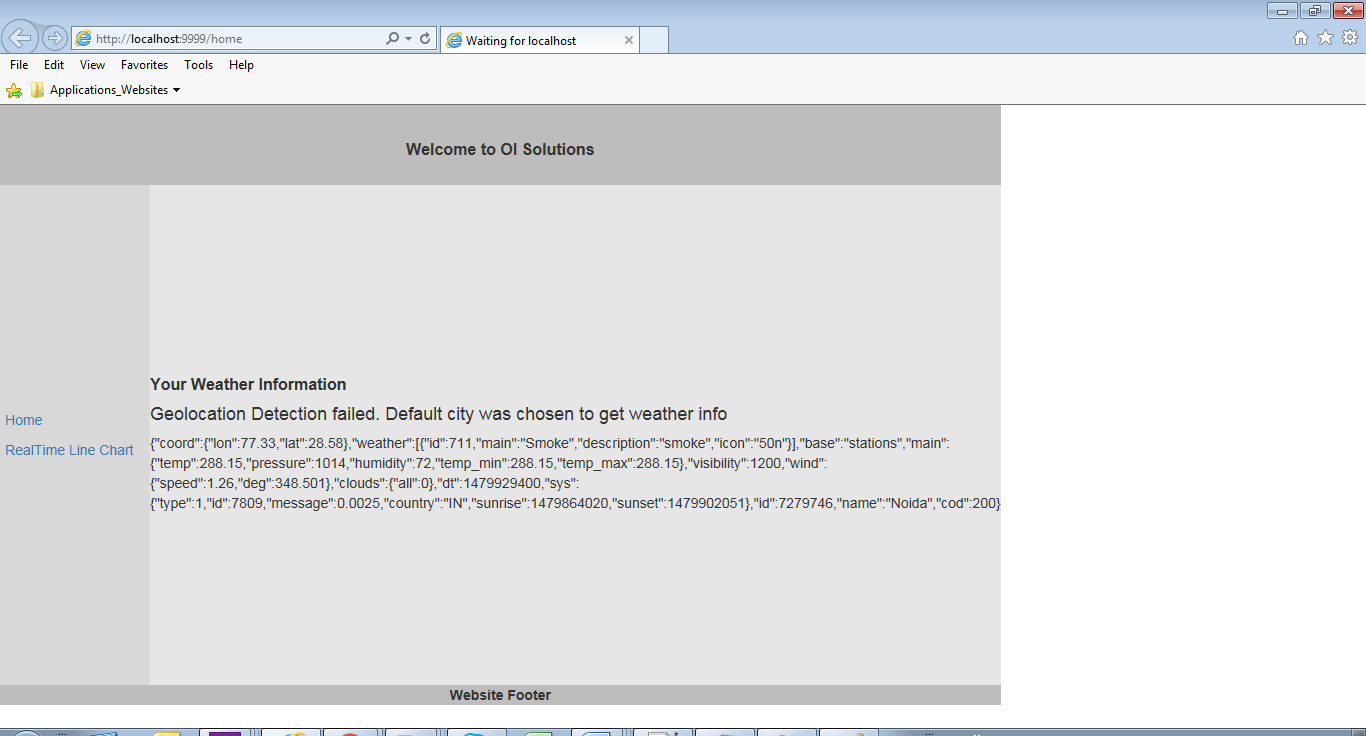 http://localhost:9999/home
Waiting for localhost
File Edit View Favorites Tools Help
Applications_Websites
Welcome to OI Solutions
Home
RealTime Line Chart
Your Weather Information
Geolocation Detection failed. Default city was chosen to get weather info
{"coord":{"lon":77.33,"lat":28.58},"weather":[{"id":711,"main":"Smoke","description":"smoke","icon":"50n"}],"base":"stations","main":
{"temp":288.15,"pressure":1014,"humidity":72,"temp_min":288.15,"temp_max":288.15},"visibility":1200,"wind":
{"speed":1.26,"deg":348.501},"clouds":{"all":0},"dt":1479929400,"sys":
{"type":1,"id":7809,"message":0.0025,"country":"IN","sunrise":1479864020,"sunset":1479902051},"id":7279746,"name":"Noida","cod":200}
Website Footer